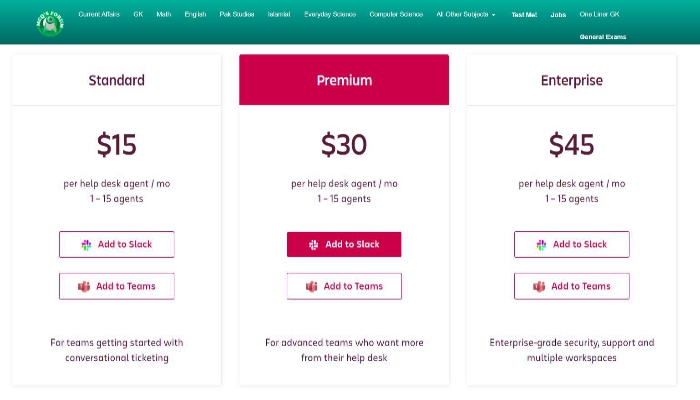 MCQ'S FORUM
Current Affairs GK Math English Pak Studies Islamiat Everyday Science Computer Science All Other Subjects Test Me! Jobs One Liner GK
General Exams
Standard
$15
per help desk agent / mo
1 – 15 agents
Add to Slack
Add to Teams
For teams getting started with
conversational ticketing
Premium
$30
per help desk agent / mo
1 – 15 agents
Add to Slack
Add to Teams
For advanced teams who want more
from their help desk
Enterprise
$45
per help desk agent / mo
1 – 15 agents
Add to Slack
Add to Teams
Enterprise-grade security, support and
multiple workspaces